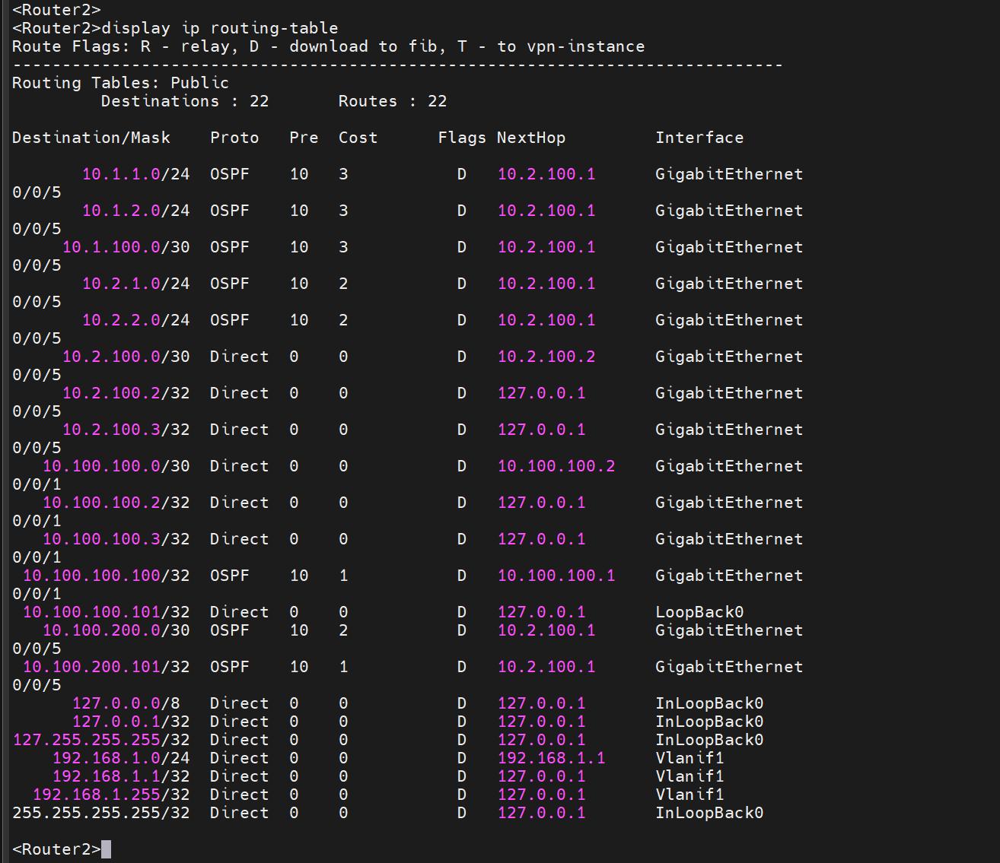 <Router2>
<Router2>display ip routing-table
Route Flags: R - relay, D - download to fib, T - to vpn-instance
------------------------------------------------------------------------------
Routing Tables: Public
         Destinations : 22       Routes : 22

Destination/Mask    Proto   Pre  Cost      Flags NextHop         Interface

       10.1.1.0/24  OSPF    10   3           D   10.2.100.1      GigabitEthernet
0/0/5
       10.1.2.0/24  OSPF    10   3           D   10.2.100.1      GigabitEthernet
0/0/5
     10.1.100.0/30  OSPF    10   3           D   10.2.100.1      GigabitEthernet
0/0/5
       10.2.1.0/24  OSPF    10   2           D   10.2.100.1      GigabitEthernet
0/0/5
       10.2.2.0/24  OSPF    10   2           D   10.2.100.1      GigabitEthernet
0/0/5
     10.2.100.0/30  Direct  0    0           D   10.2.100.2      GigabitEthernet
0/0/5
     10.2.100.2/32  Direct  0    0           D   127.0.0.1       GigabitEthernet
0/0/5
     10.2.100.3/32  Direct  0    0           D   127.0.0.1       GigabitEthernet
0/0/5
   10.100.100.0/30  Direct  0    0           D   10.100.100.2    GigabitEthernet
0/0/1
   10.100.100.2/32  Direct  0    0           D   127.0.0.1       GigabitEthernet
0/0/1
   10.100.100.3/32  Direct  0    0           D   127.0.0.1       GigabitEthernet
0/0/1
 10.100.100.100/32  OSPF    10   1           D   10.100.100.1    GigabitEthernet
0/0/1
 10.100.100.101/32  Direct  0    0           D   127.0.0.1       LoopBack0
   10.100.200.0/30  OSPF    10   2           D   10.2.100.1      GigabitEthernet
0/0/5
 10.100.200.101/32  OSPF    10   1           D   10.2.100.1      GigabitEthernet
0/0/5
      127.0.0.0/8   Direct  0    0           D   127.0.0.1       InLoopBack0
      127.0.0.1/32  Direct  0    0           D   127.0.0.1       InLoopBack0
127.255.255.255/32  Direct  0    0           D   127.0.0.1       InLoopBack0
    192.168.1.0/24  Direct  0    0           D   192.168.1.1     Vlanif1
    192.168.1.1/32  Direct  0    0           D   127.0.0.1       Vlanif1
  192.168.1.255/32  Direct  0    0           D   127.0.0.1       Vlanif1
255.255.255.255/32  Direct  0    0           D   127.0.0.1       InLoopBack0

<Router2>